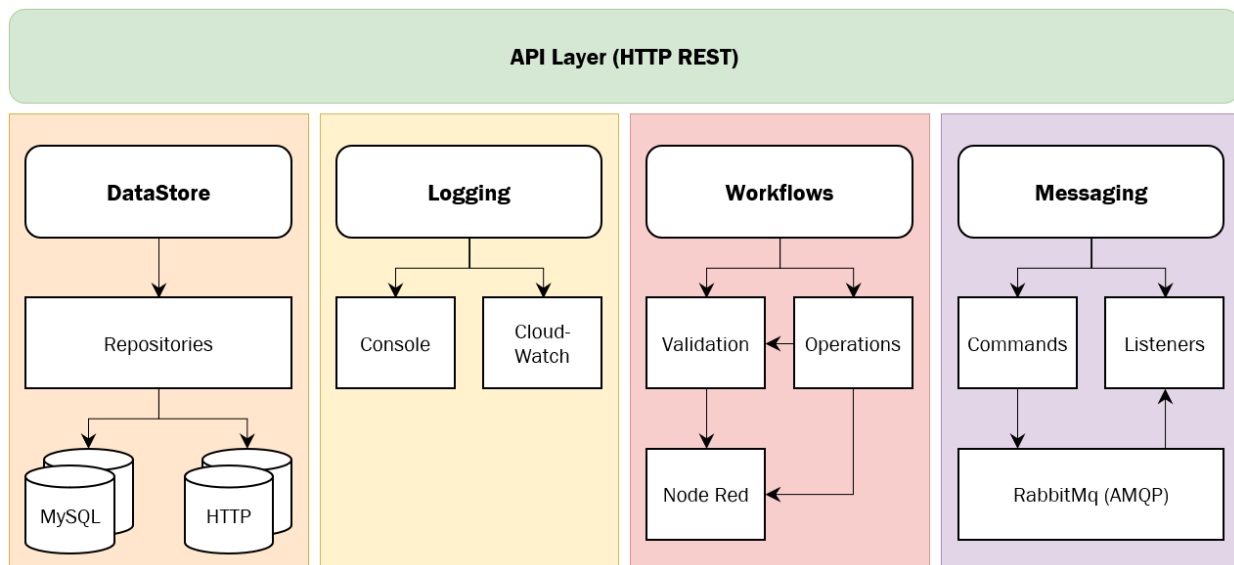 API Layer (HTTP REST)
DataStore
Logging
Workflows
Messaging
Repositories
Console
Cloud-
Watch
Validation
Operations
Commands
Listeners
MySQL
HTTP
Node Red
RabbitMq (AMQP)